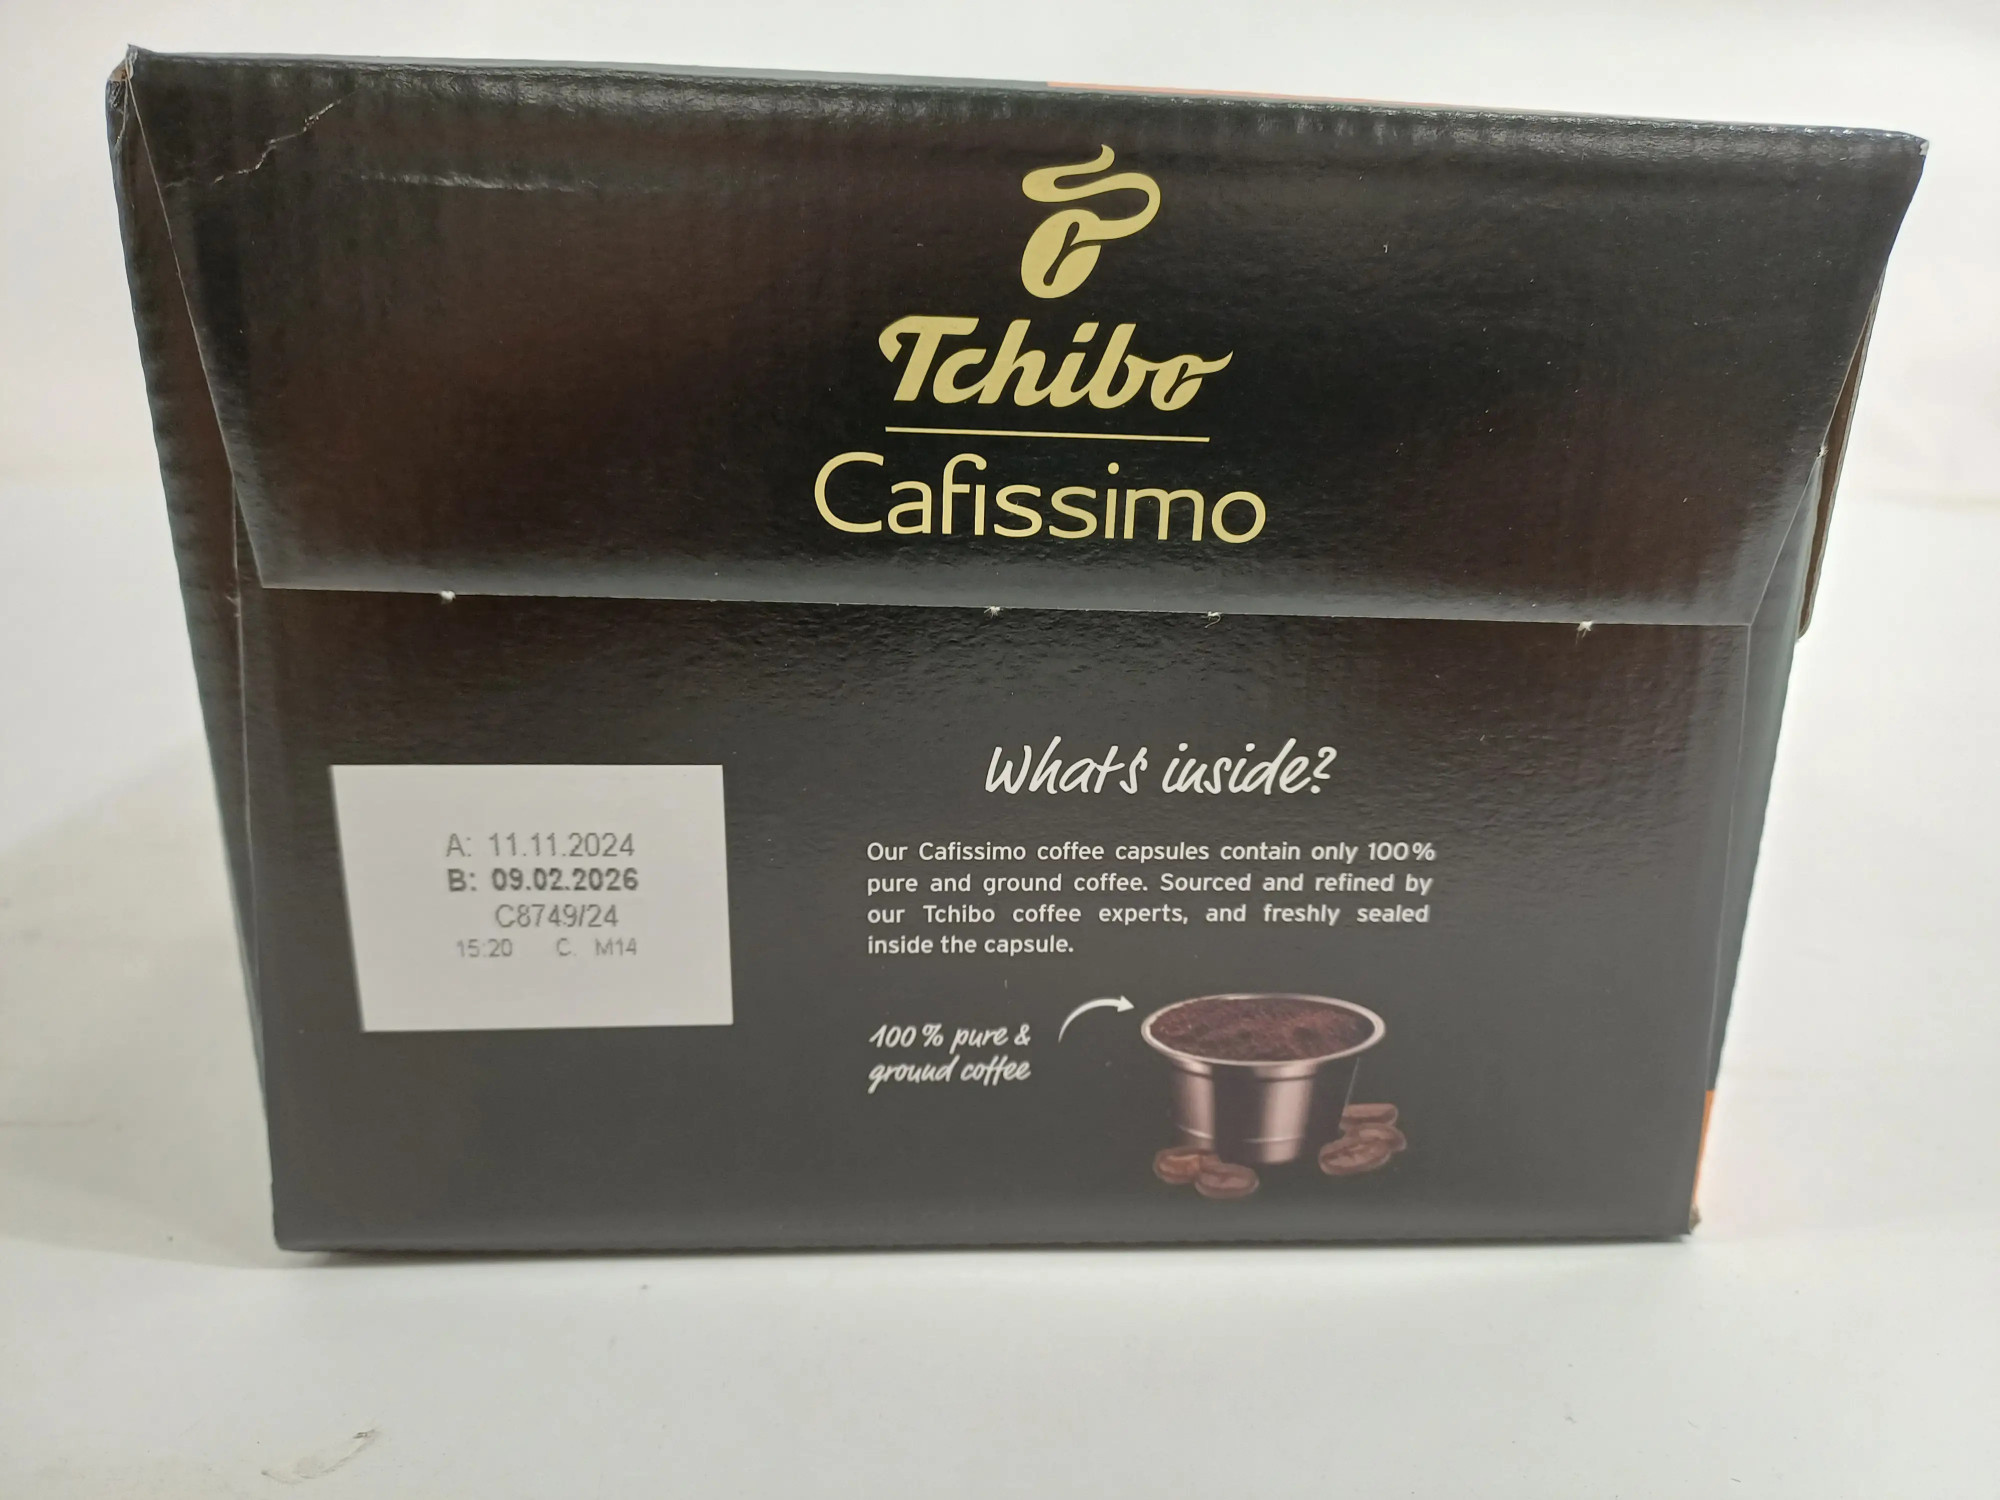 Tchibo
Cafissimo
What's inside?
Our Cafissimo coffee capsules contain only 100%
pure and ground coffee. Sourced and refined by
our Tchibo coffee experts, and freshly sealed
inside the capsule.
100% pure &
ground coffee
A: 11.11.2024
B: 09.02.2026
C8749/24
15:20 C. M14